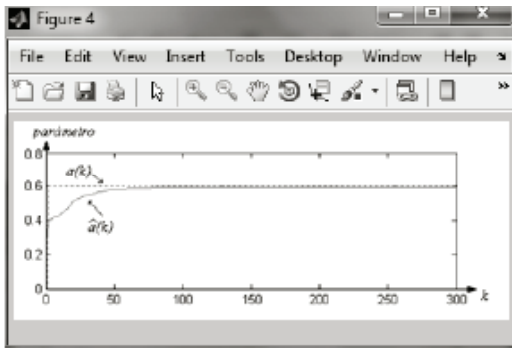 Figure 4
File Edit View Insert Tools Desktop Window Help
parámetro
0.8
a(k)
0.6
0.4
â(k)
0.2
0
0 50 100 150 200 250 300 k